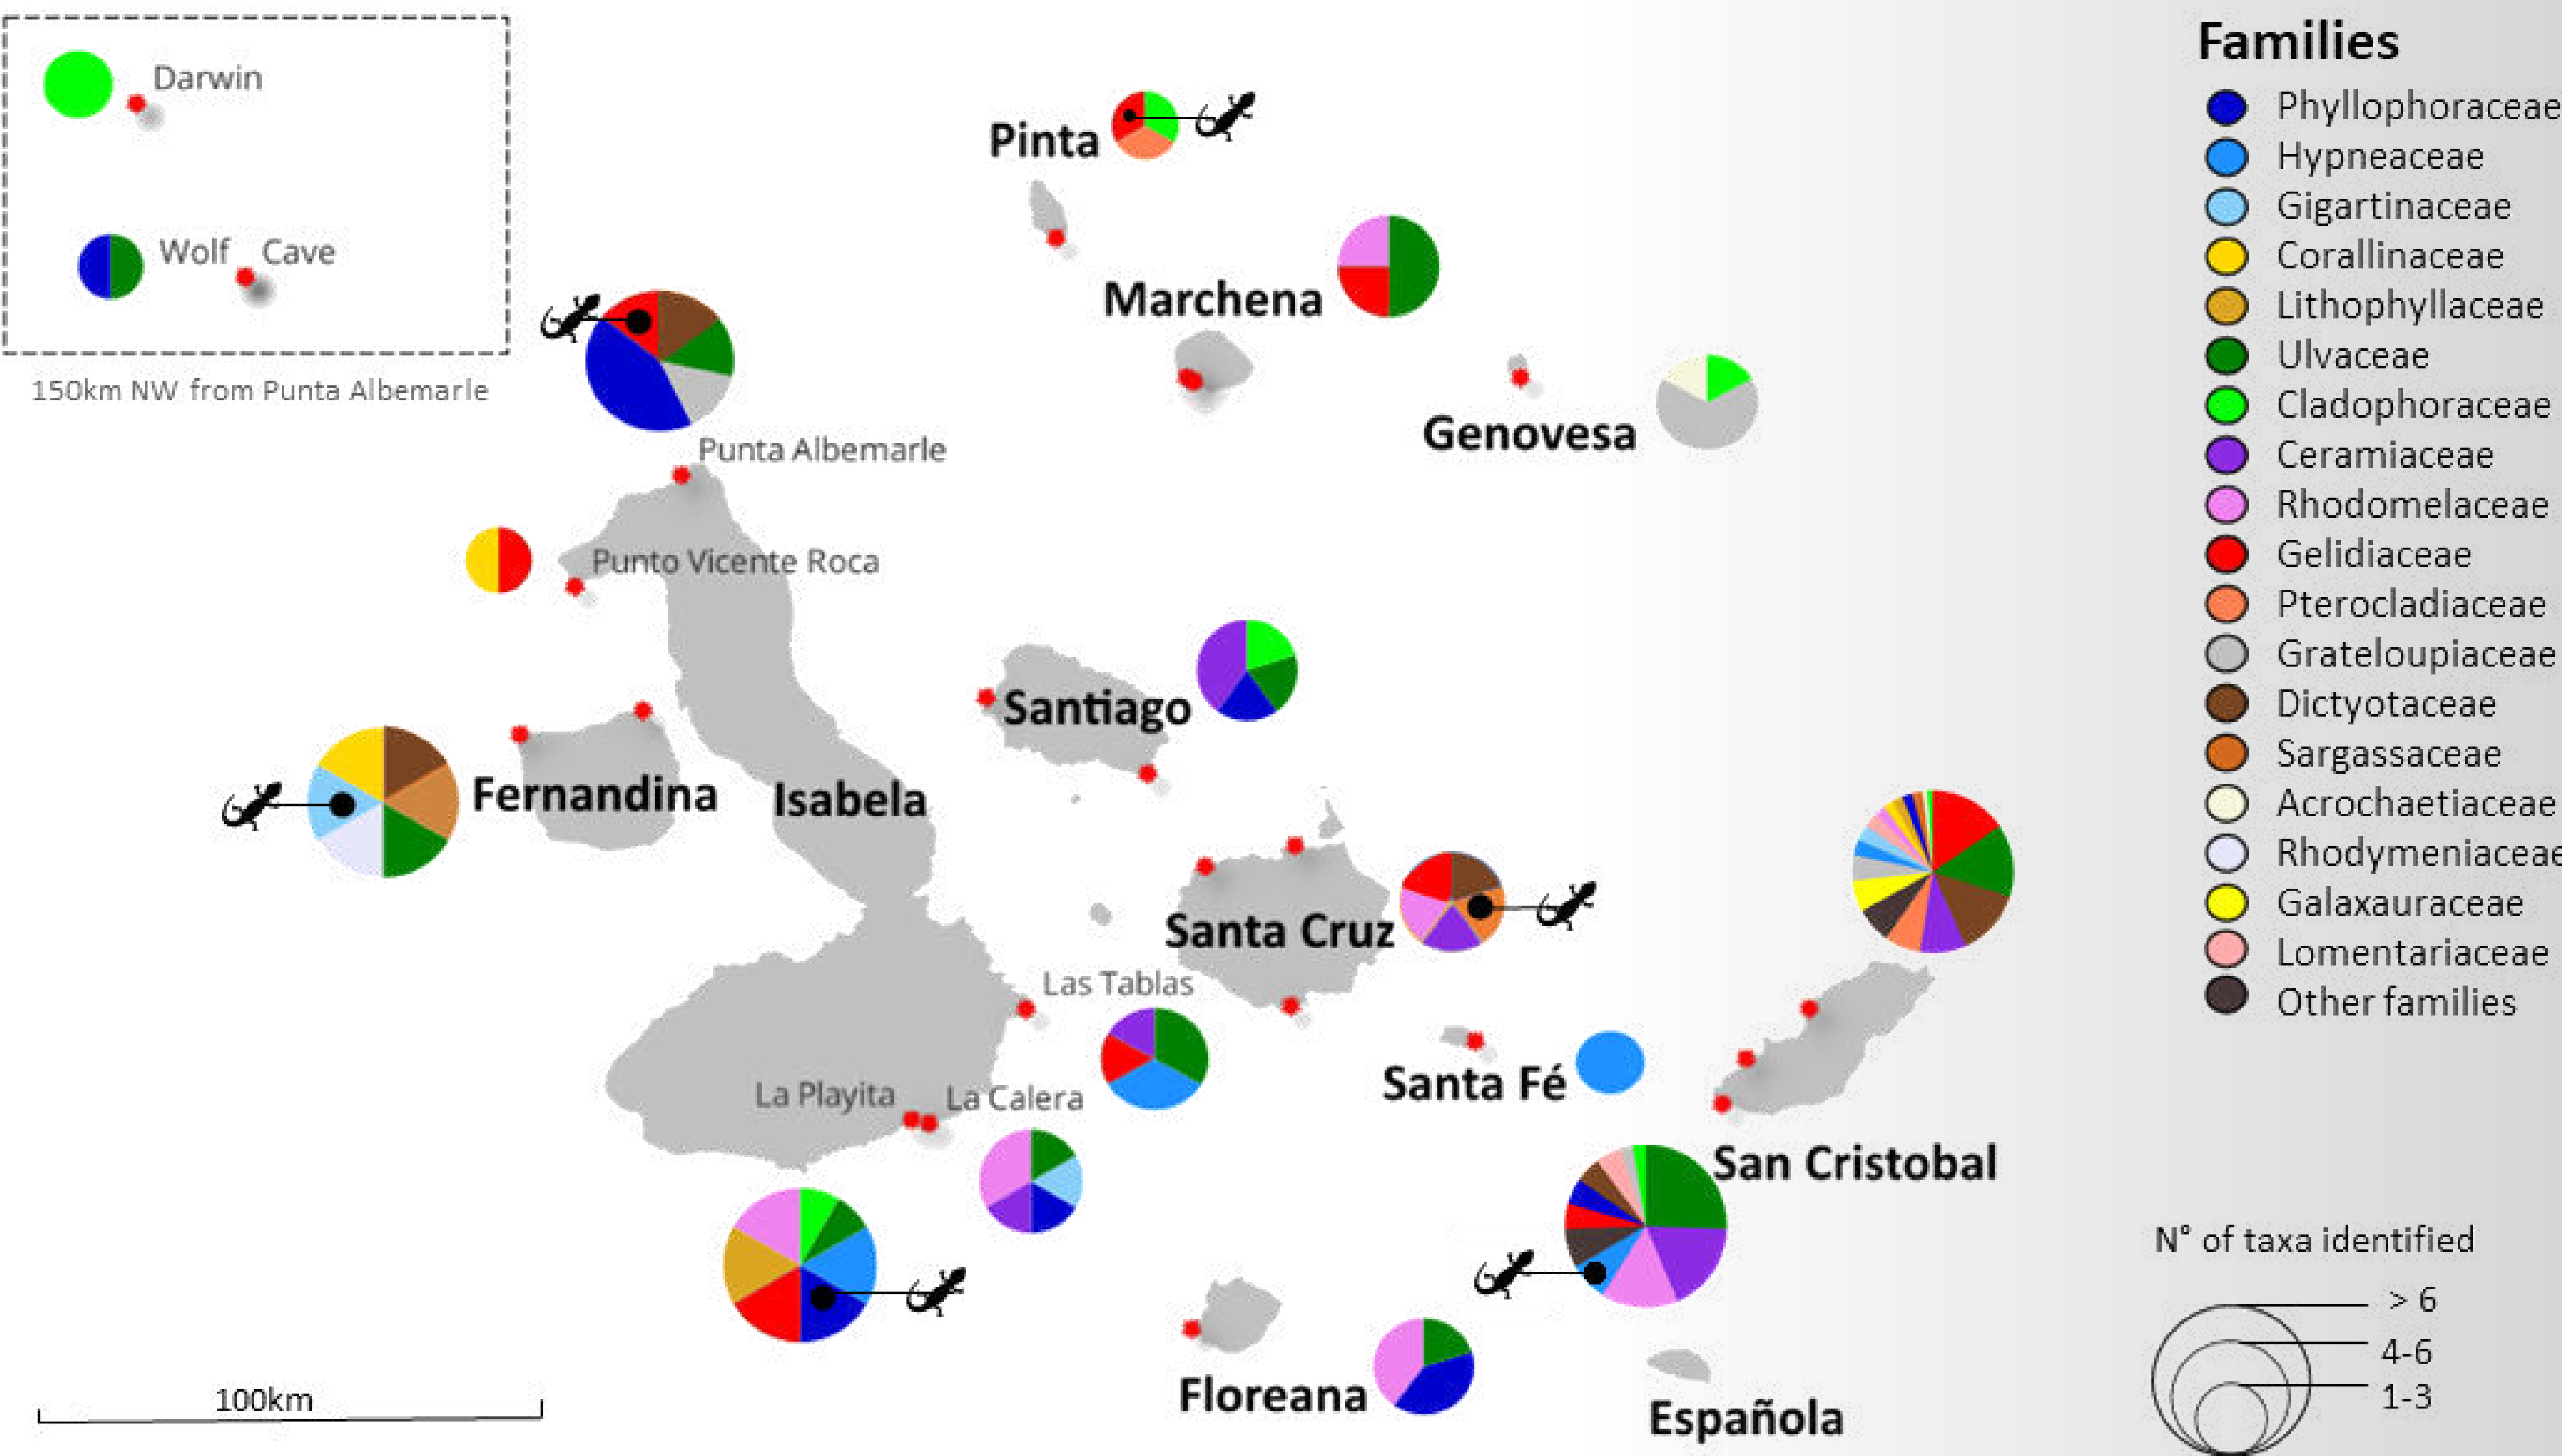 Families
Darwin
Phyllophoraceae
Pinta
Hypneaceae
Gigartinaceae
Wolf Cave
Corallinaceae
Marchena
Lithophyllaceae
Ulvaceae
150km NW from Punta Albemarle
Cladophoraceae
Genovesa
Punta Albemarle
Ceramiaceae
Rhodomelaceae
Punto Vicente Roca
Gelidiaceae
Pterocladiaceae
Grateloupiaceae
Santiago
Dictyotaceae
Sargassaceae
Fernandina
Isabela
Acrochaetiaceae
Rhodymeniaceae
Galaxauraceae
Santa Cruz
Lomentariaceae
Las Tablas
Other families
Santa Fé
La Playita
La Calera
San Cristobal
N° of taxa identified
> 6
4-6
1-3
Floreana
100km
Española